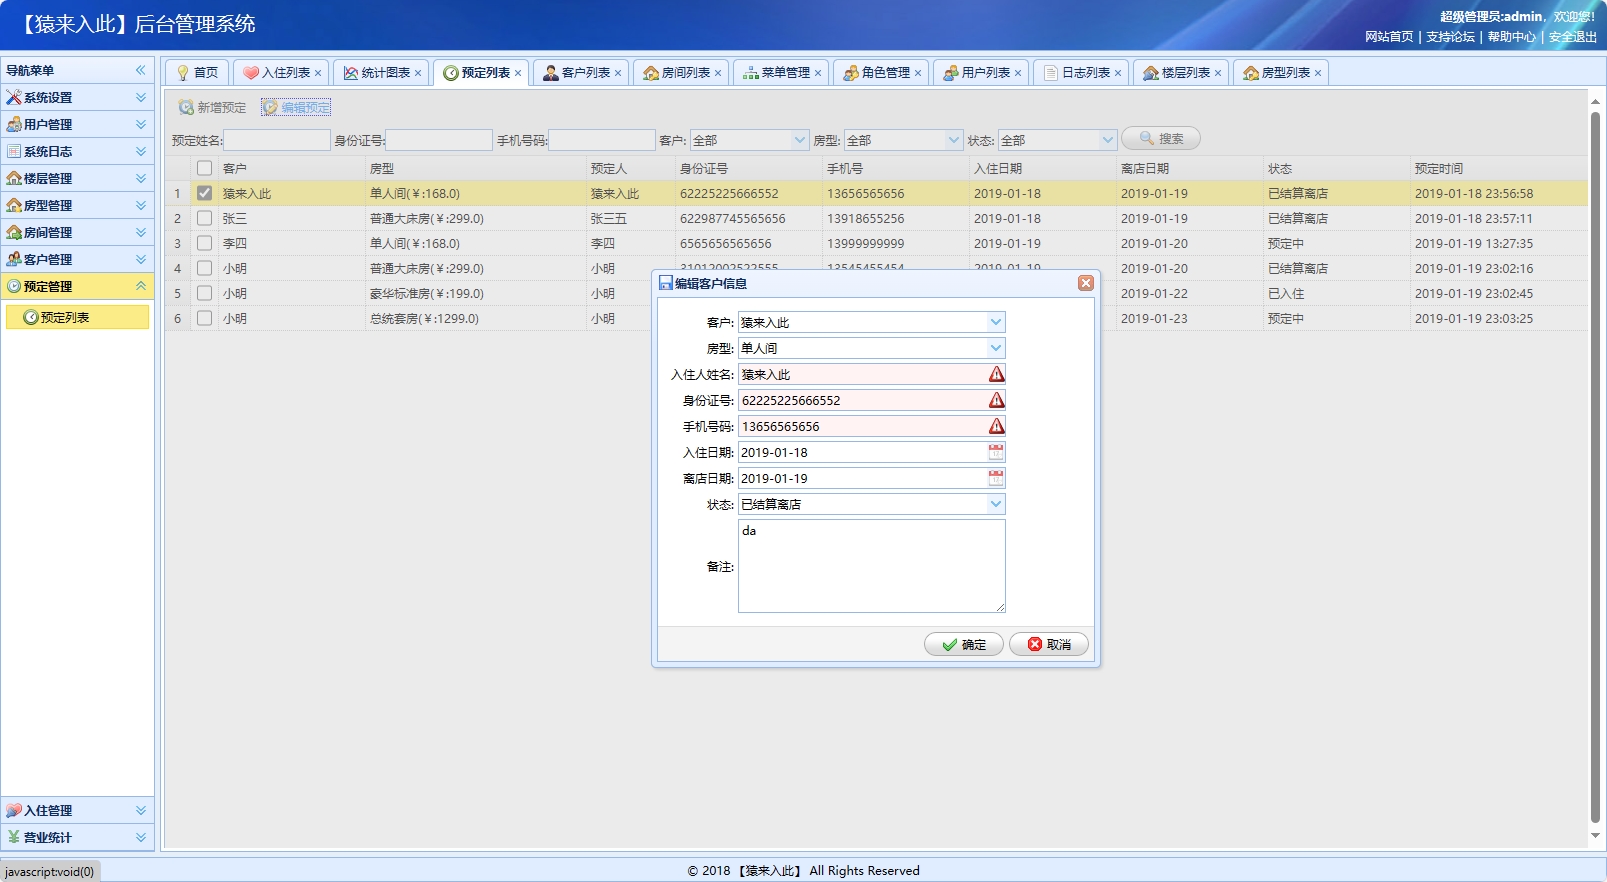 【猿来入此】后台管理系统
超级管理员:admin，欢迎您!
网站首页 | 支持论坛 | 帮助中心 | 安全退出
导航菜单
系统设置
用户管理
系统日志
楼层管理
房型管理
房间管理
客户管理
预定管理
预定列表
入住管理
营业统计
首页 入住列表 统计图表 预定列表 客户列表 房间列表 菜单管理 角色管理 用户列表 日志列表 楼层列表 房型列表
新增预定 编辑预定
预定姓名: 身份证号: 手机号码: 客户: 全部 房型: 全部 状态: 全部 搜索
客户 房型 预定人 身份证号 手机号 入住日期 离店日期 状态 预定时间
1 猿来入此 单人间(￥:168.0) 猿来入此 62225225666552 13656565656 2019-01-18 2019-01-19 已结算离店 2019-01-18 23:56:58
2 张三 普通大床房(￥:299.0) 张三五 622987745565656 13918655256 2019-01-18 2019-01-19 已结算离店 2019-01-18 23:57:11
3 李四 单人间(￥:168.0) 李四 6565656565656 13999999999 2019-01-19 2019-01-20 预定中 2019-01-19 13:27:35
4 小明 普通大床房(￥:299.0) 小明 31012002522555 13545455454 2019-01-19 2019-01-20 已结算离店 2019-01-19 23:02:16
5 小明 豪华标准房(￥:199.0) 小明 2019-01-22 已入住 2019-01-19 23:02:45
6 小明 总统套房(￥:1299.0) 小明 2019-01-23 预定中 2019-01-19 23:03:25
编辑客户信息
客户: 猿来入此
房型: 单人间
入住人姓名: 猿来入此
身份证号: 62225225666552
手机号码: 13656565656
入住日期: 2019-01-18
离店日期: 2019-01-19
状态: 已结算离店
备注: da
确定 取消
javascript:void(0)
© 2018 【猿来入此】 All Rights Reserved